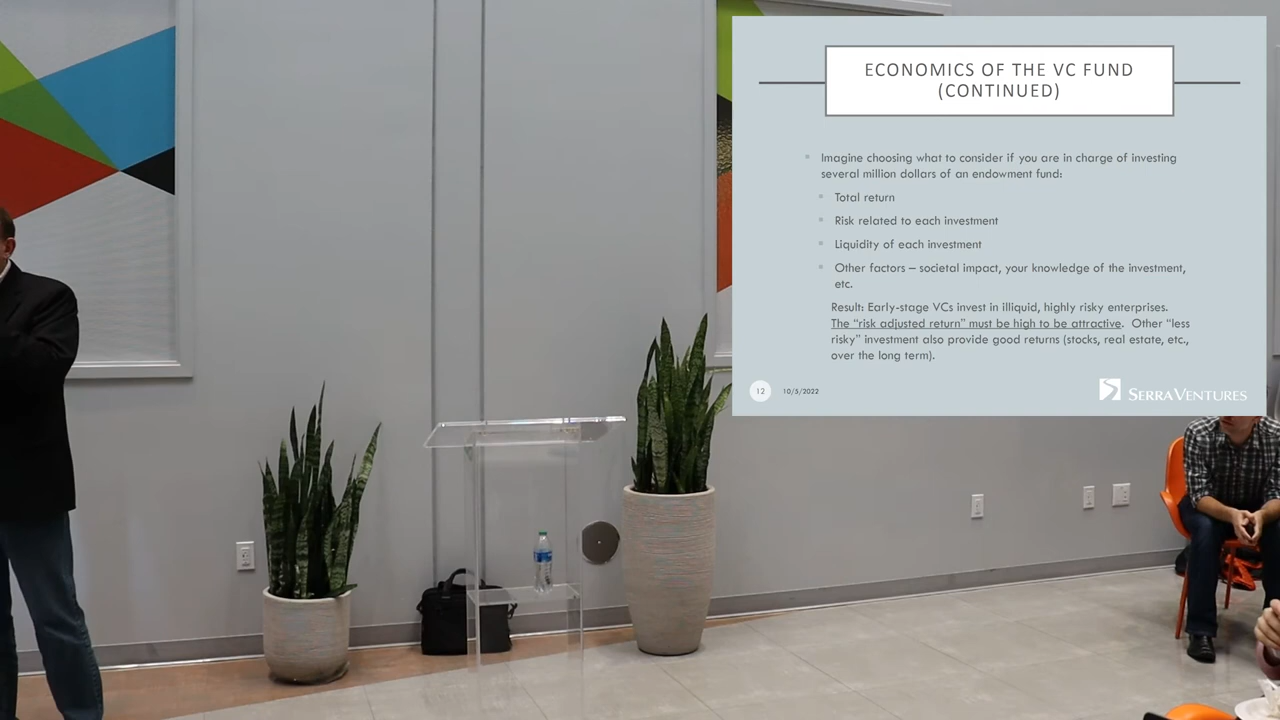 ECONOMICS OF THE VC FUND
(CONTINUED)
Imagine choosing what to consider if you are in charge of investing
several million dollars of an endowment fund:
Total return
Risk related to each investment
Liquidity of each investment
Other factors – societal impact, your knowledge of the investment,
etc.
Result: Early-stage VCs invest in illiquid, highly risky enterprises.
The “risk adjusted return” must be high to be attractive. Other “less
risky” investment also provide good returns (stocks, real estate, etc.,
over the long term).
12
10/5/2022
SERRAVENTURES